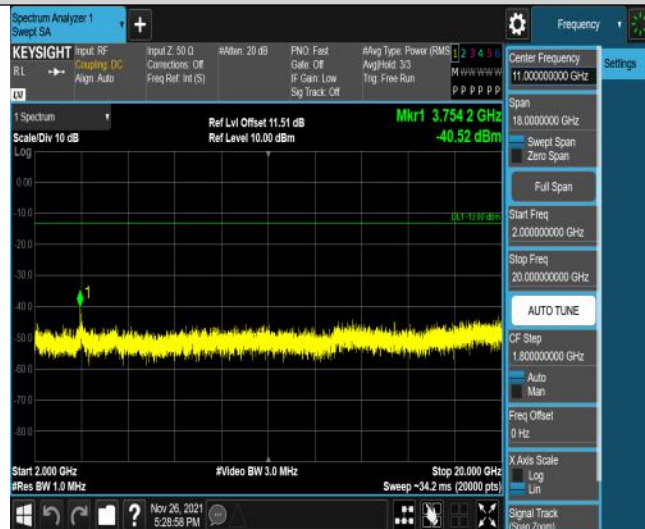 Spectrum Analyzer 1
Swept SA
Frequency
KEYSIGHT
RL
Input: RF
Coupling: DC
Align: Auto
Input Z: 50 Ω
Corrections: Off
Freq Ref: Int (S)
#Atten: 20 dB
PNO: Fast
Gate: Off
IF Gain: Low
Sig Track: Off
#Avg Type: Power (RMS
Avg|Hold: 3/3
Trig: Free Run
1 2 3 4 5 6
M W W W W W
P P P P P P
1 Spectrum
Scale/Div 10 dB
Log
Ref Lvl Offset 11.51 dB
Ref Level 10.00 dBm
Mkr1 3.754 2 GHz
-40.52 dBm
0.00
-10.0
DL1 -13.00 dBm
-20.0
-30.0
1
-40.0
-50.0
-60.0
-70.0
-80.0
Start 2.000 GHz
#Res BW 1.0 MHz
#Video BW 3.0 MHz
Stop 20.000 GHz
Sweep ~34.2 ms (20000 pts)
Nov 26, 2021
5:28:58 PM
Settings
Center Frequency
11.000000000 GHz
Span
18.0000000 GHz
Swept Span
Zero Span
Full Span
Start Freq
2.000000000 GHz
Stop Freq
20.000000000 GHz
AUTO TUNE
CF Step
1.800000000 GHz
Auto
Man
Freq Offset
0 Hz
X Axis Scale
Log
Lin
Signal Track
(Span Zoom)